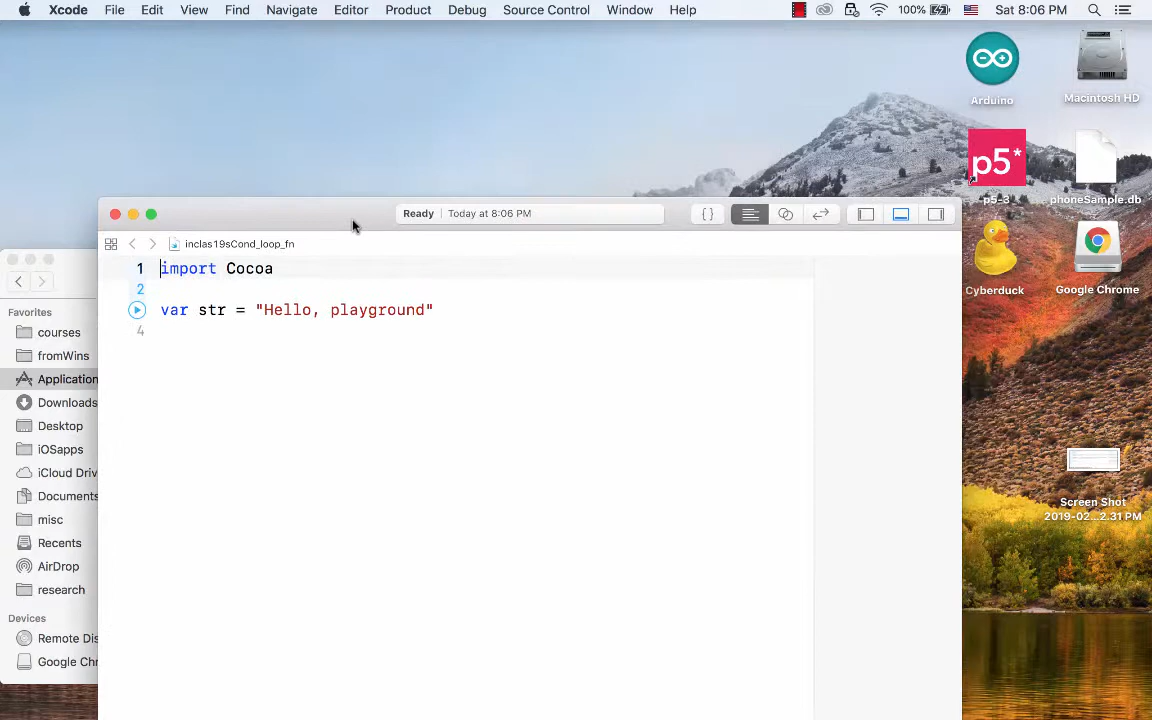 Xcode File Edit View Find Navigate Editor Product Debug Source Control Window Help 100% Sat 8:06 PM
Arduino
Macintosh HD
p5*
p5-3
phoneSample.db
Cyberduck
Google Chrome
Screen Shot
2019-02...2.31 PM
Ready Today at 8:06 PM
{ }
inclas19sCond_loop_fn
1 import Cocoa
2
var str = "Hello, playground"
4
Favorites
courses
fromWins
Application
Downloads
Desktop
iOSapps
iCloud Driv
Documents
misc
Recents
AirDrop
research
Devices
Remote Dis
Google Chr